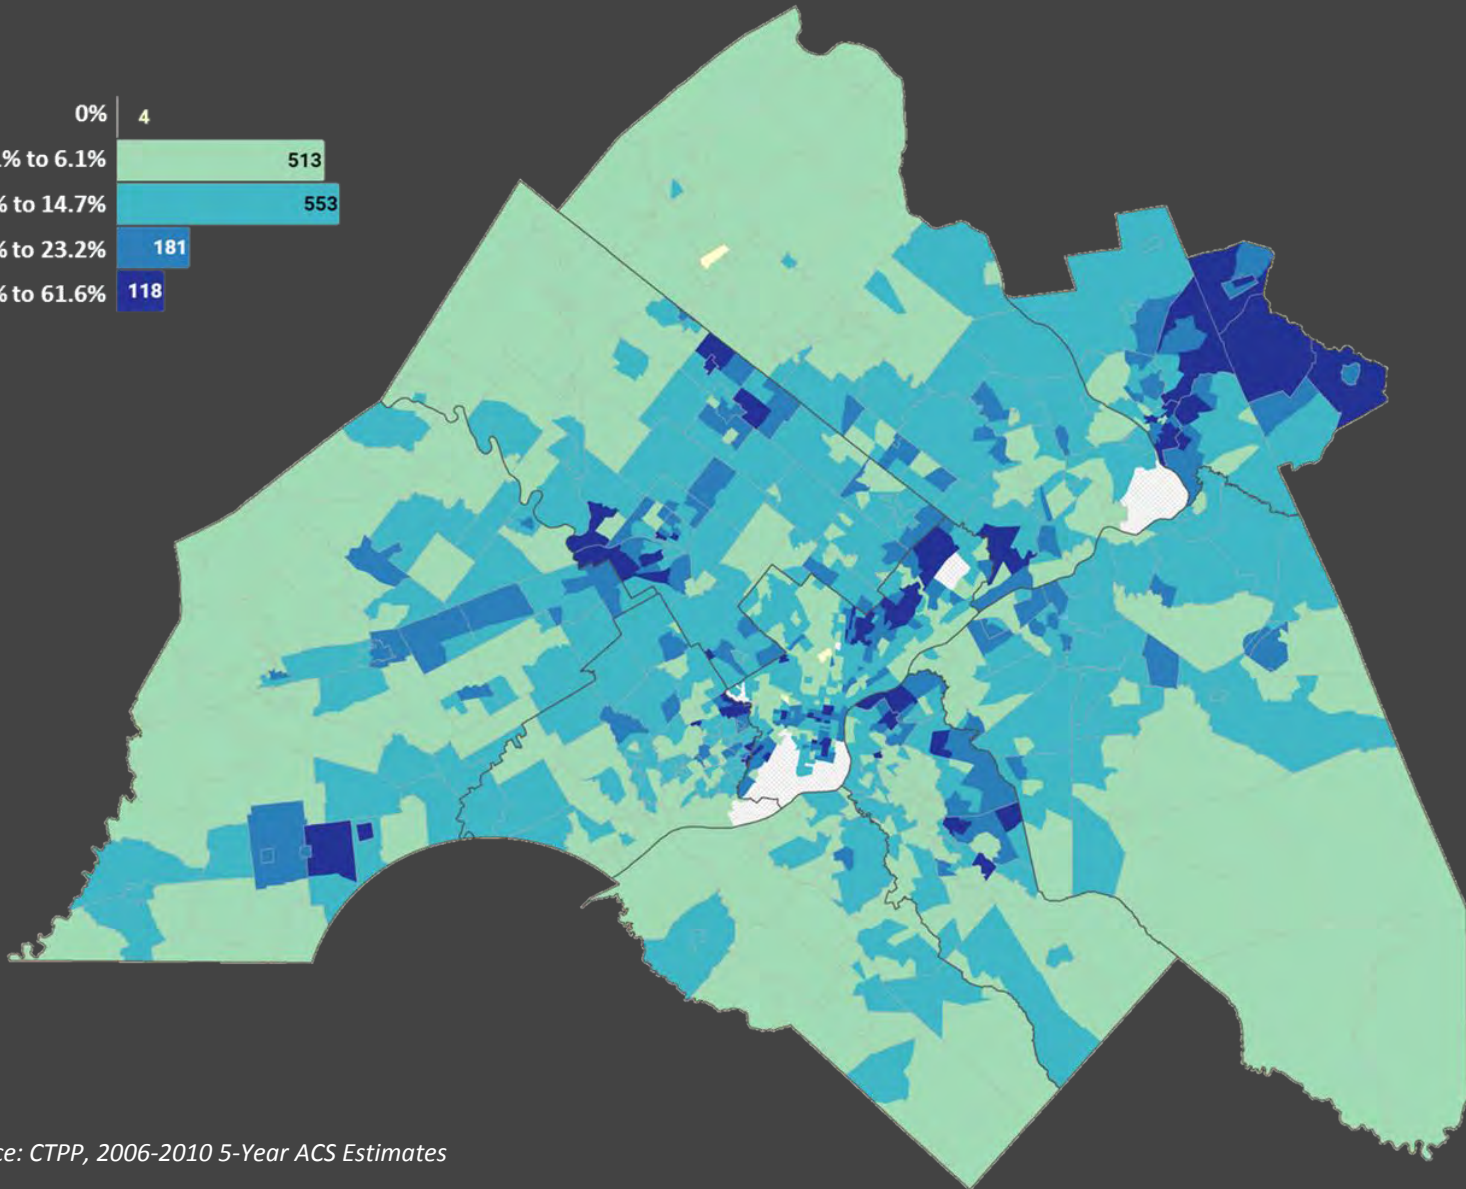 0% 4
% to 6.1% 513
% to 14.7% 553
% to 23.2% 181
% to 61.6% 118
ce: CTPP, 2006-2010 5-Year ACS Estimates